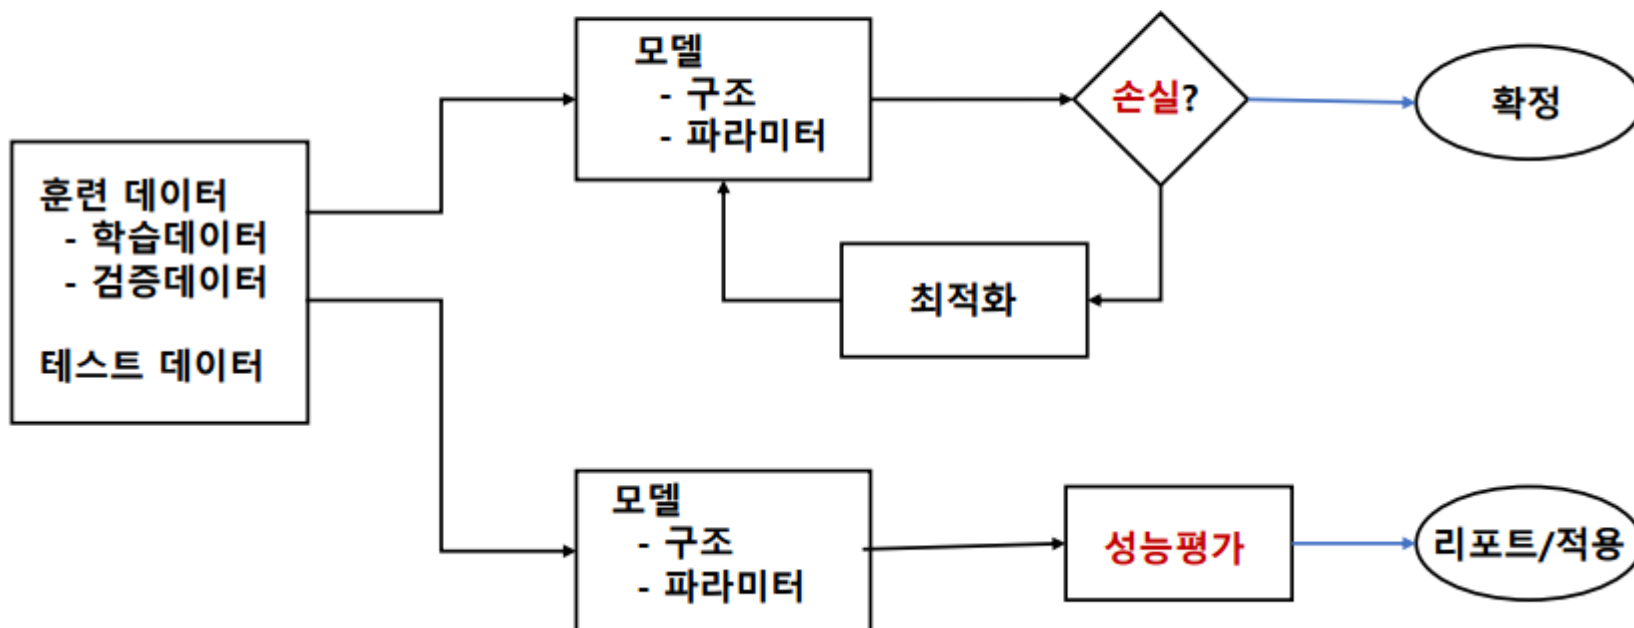 훈련 데이터
- 학습데이터
- 검증데이터
테스트 데이터
모델
- 구조
- 파라미터
손실?
확정
최적화
모델
- 구조
- 파라미터
성능평가
리포트/적용